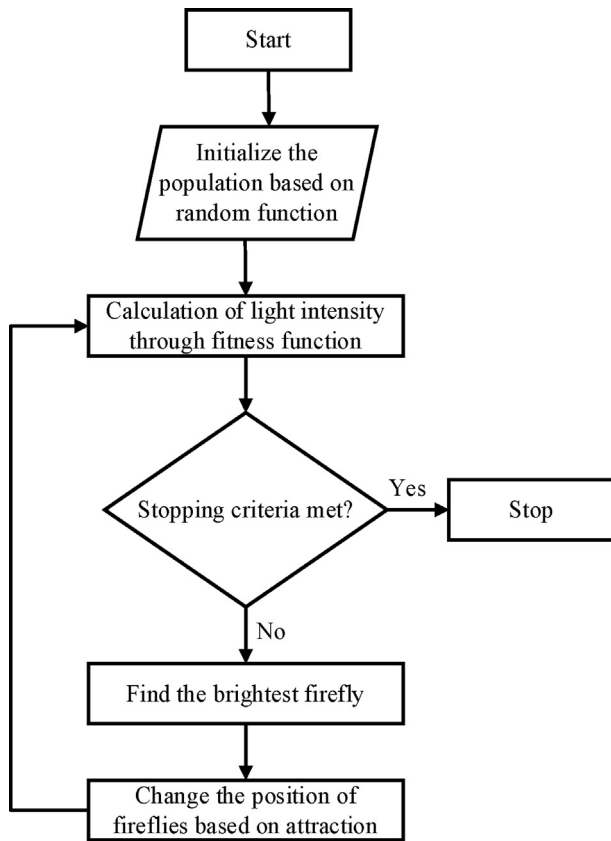 Start
Initialize the
population based on
random function
Calculation of light intensity
through fitness function
Stopping criteria met?
Yes
Stop
No
Find the brightest firefly
Change the position of
fireflies based on attraction